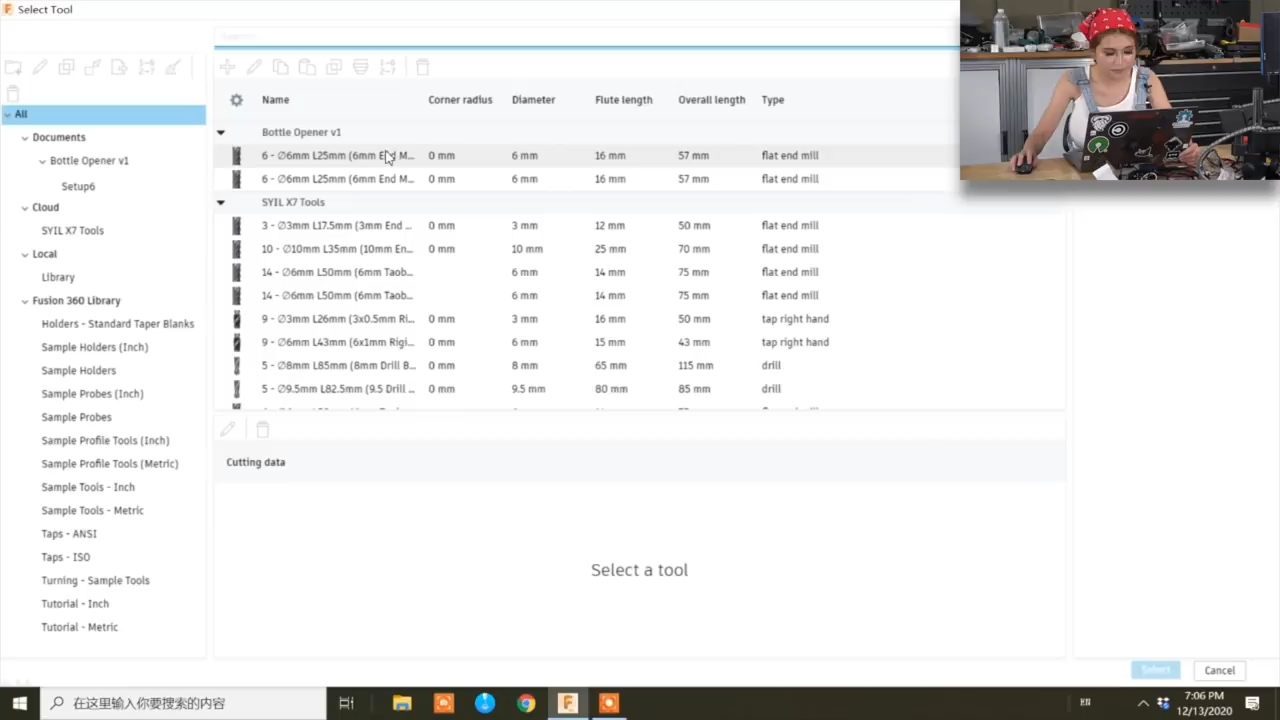 Select Tool
Name Corner radius Diameter Flute length Overall length Type
All
Documents
Bottle Opener v1
Setup6
Cloud
SYIL X7 Tools
Local
Library
Fusion 360 Library
Holders - Standard Taper Blanks
Sample Holders (Inch)
Sample Holders
Sample Probes (Inch)
Sample Probes
Sample Profile Tools (Inch)
Sample Profile Tools (Metric)
Sample Tools - Inch
Sample Tools - Metric
Taps - ANSI
Taps - ISO
Turning - Sample Tools
Tutorial - Inch
Tutorial - Metric
Bottle Opener v1
6 - ∅6mm L25mm (6mm End M... 0 mm 6 mm 16 mm 57 mm flat end mill
6 - ∅6mm L25mm (6mm End M... 0 mm 6 mm 16 mm 57 mm flat end mill
SYIL X7 Tools
3 - ∅3mm L17.5mm (3mm End ... 0 mm 3 mm 12 mm 50 mm flat end mill
10 - ∅10mm L35mm (10mm En... 0 mm 10 mm 25 mm 70 mm flat end mill
14 - ∅6mm L50mm (6mm Taob... 6 mm 14 mm 75 mm flat end mill
14 - ∅6mm L50mm (6mm Taob... 6 mm 14 mm 75 mm flat end mill
9 - ∅3mm L26mm (3x0.5mm Ri... 0 mm 3 mm 16 mm 50 mm tap right hand
9 - ∅6mm L43mm (6x1mm Rigi... 0 mm 6 mm 15 mm 43 mm tap right hand
5 - ∅8mm L85mm (8mm Drill B... 0 mm 8 mm 65 mm 115 mm drill
5 - ∅9.5mm L82.5mm (9.5 Drill ... 0 mm 9.5 mm 80 mm 85 mm drill
Cutting data
Select a tool
Select Cancel
在这里输入你要搜索的内容
EN
7:06 PM
12/13/2020